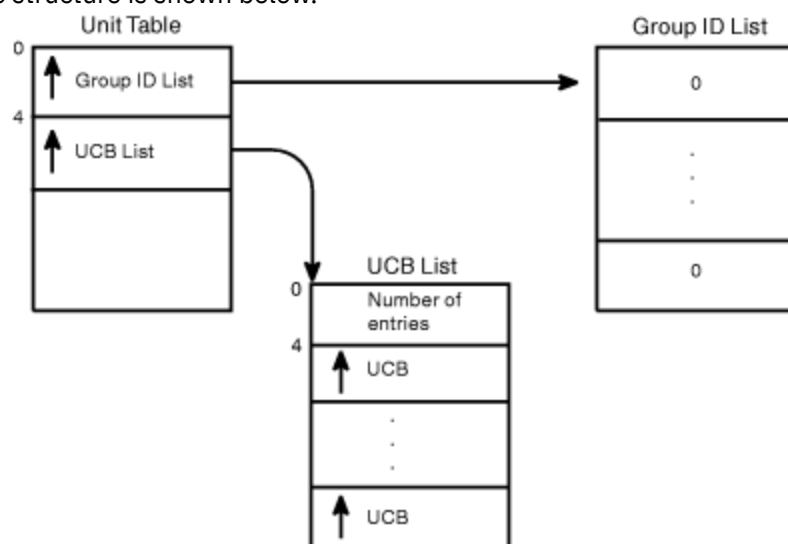 structure is shown below.
Unit Table
Group ID List
0
Group ID List
0
4
UCB List
.
.
.
0
UCB List
0
Number of
entries
4
UCB
.
.
.
UCB